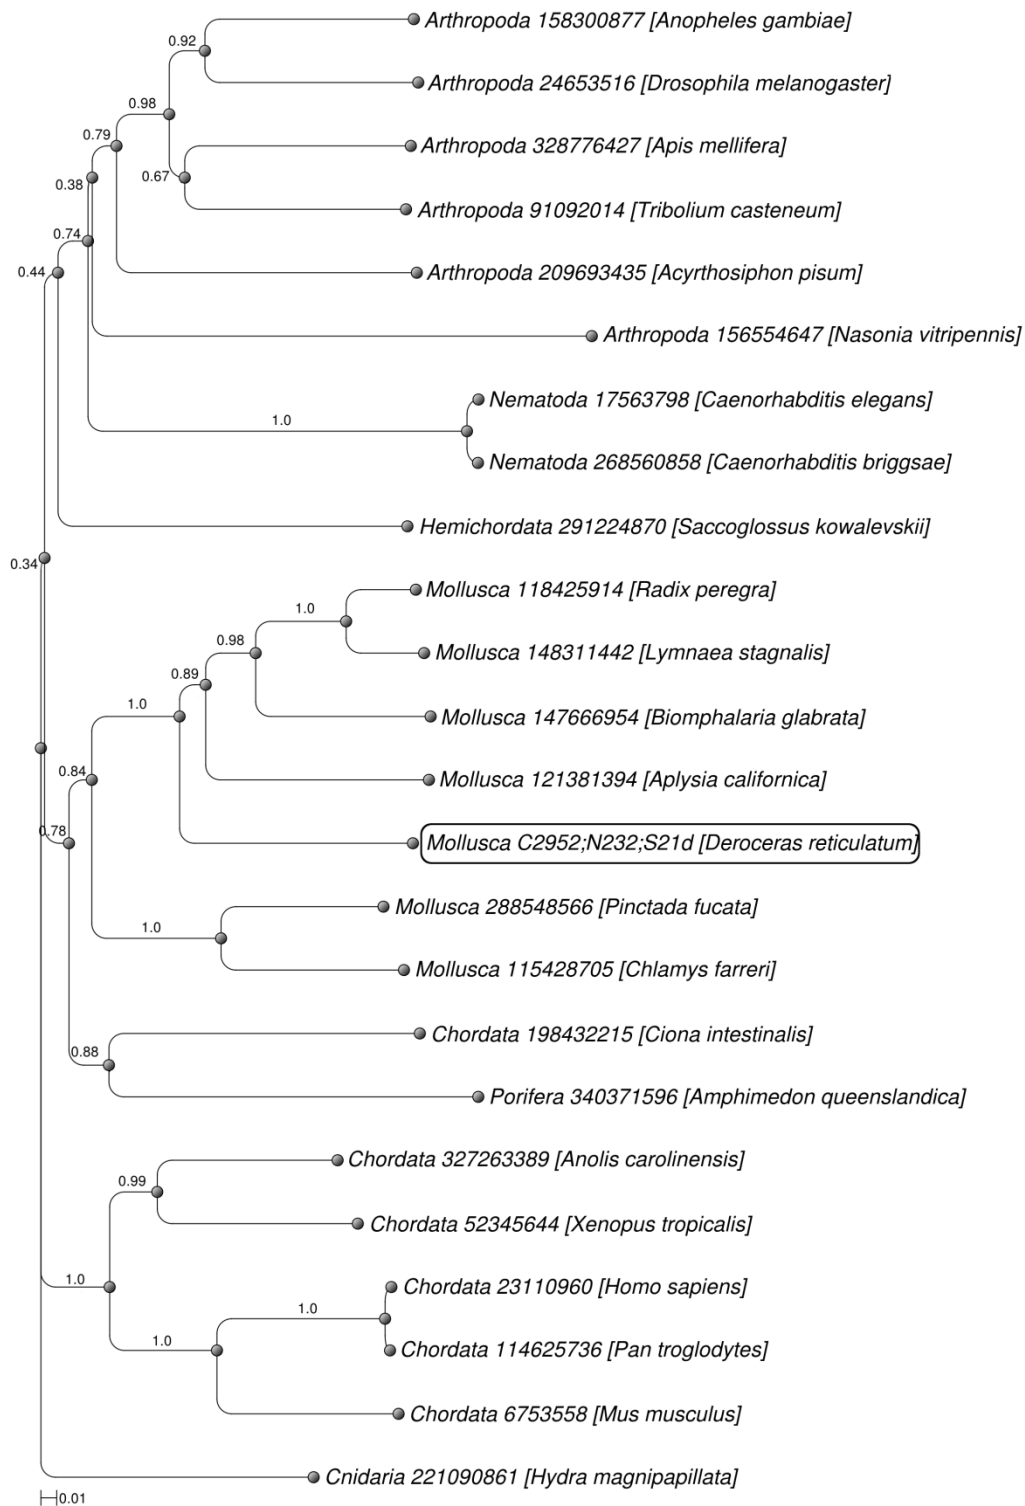 Arthropoda 158300877 [Anopheles gambiae]
0.92
Arthropoda 24653516 [Drosophila melanogaster]
0.98
0.79
Arthropoda 328776427 [Apis mellifera]
0.67
0.38
Arthropoda 91092014 [Tribolium casteneum]
0.74
0.44
Arthropoda 209693435 [Acyrthosiphon pisum]
Arthropoda 156554647 [Nasonia vitripennis]
Nematoda 17563798 [Caenorhabditis elegans]
1.0
Nematoda 268560858 [Caenorhabditis briggsae]
Hemichordata 291224870 [Saccoglossus kowalevskii]
0.34
Mollusca 118425914 [Radix peregra]
1.0
0.98
Mollusca 148311442 [Lymnaea stagnalis]
0.89
1.0
Mollusca 147666954 [Biomphalaria glabrata]
0.84
Mollusca 121381394 [Aplysia californica]
0.78
Mollusca C2952;N232;S21d [Deroceras reticulatum]
Mollusca 288548566 [Pinctada fucata]
1.0
Mollusca 115428705 [Chlamys farreri]
Chordata 198432215 [Ciona intestinalis]
0.88
Porifera 340371596 [Amphimedon queenslandica]
Chordata 327263389 [Anolis carolinensis]
0.99
Chordata 52345644 [Xenopus tropicalis]
1.0
Chordata 23110960 [Homo sapiens]
1.0
1.0
Chordata 114625736 [Pan troglodytes]
Chordata 6753558 [Mus musculus]
Cnidaria 221090861 [Hydra magnipapillata]
0.01